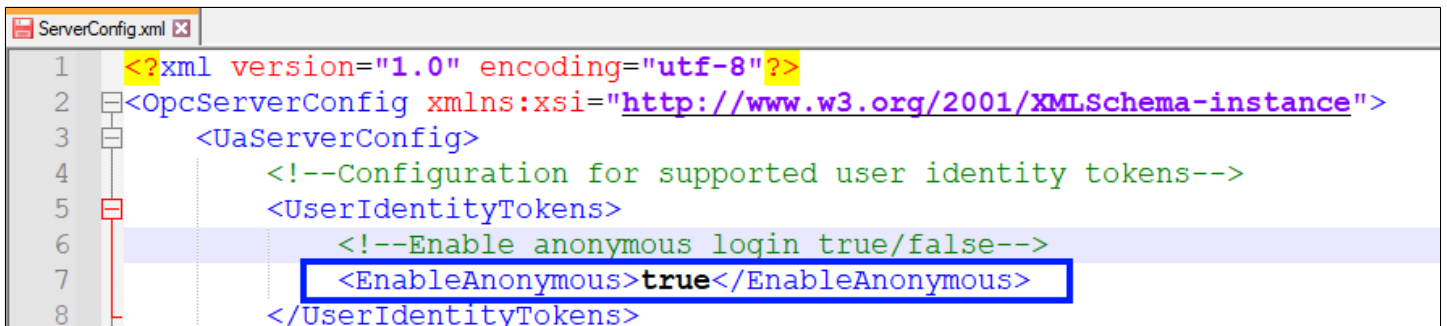 ServerConfig.xml
1 <?xml version="1.0" encoding="utf-8"?>
2 <OpcServerConfig xmlns:xsi="http://www.w3.org/2001/XMLSchema-instance">
3 <UaServerConfig>
4 <!--Configuration for supported user identity tokens-->
5 <UserIdentityTokens>
6 <!--Enable anonymous login true/false-->
7 <EnableAnonymous>true</EnableAnonymous>
8 </UserIdentityTokens>